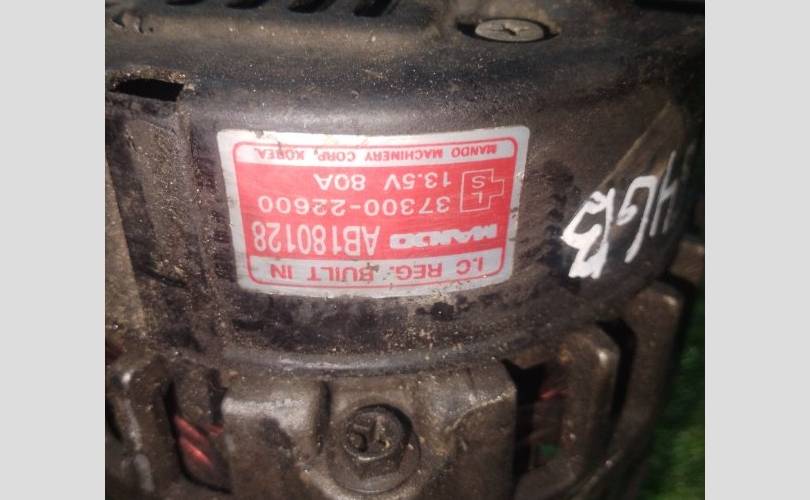 I.C REG. BUILT IN
MANDO AB180128
37300-22600
L
S
13.5V 80A
MANDO MACHINERY CORP, KOREA.